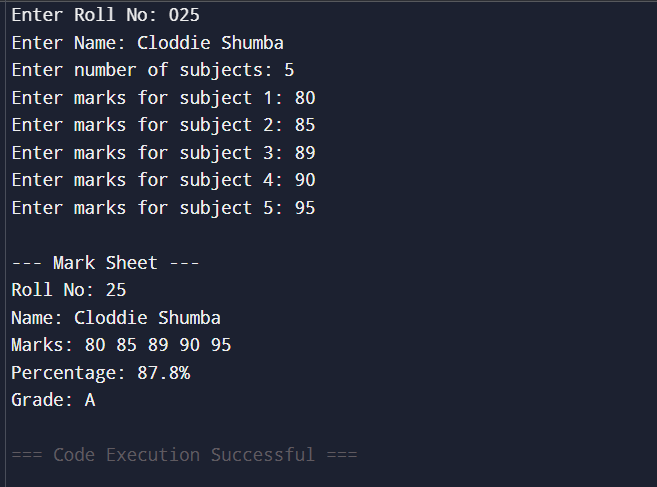 Enter Roll No: 025
Enter Name: Cloddie Shumba
Enter number of subjects: 5
Enter marks for subject 1: 80
Enter marks for subject 2: 85
Enter marks for subject 3: 89
Enter marks for subject 4: 90
Enter marks for subject 5: 95
--- Mark Sheet ---
Roll No: 25
Name: Cloddie Shumba
Marks: 80 85 89 90 95
Percentage: 87.8%
Grade: A
=== Code Execution Successful ===